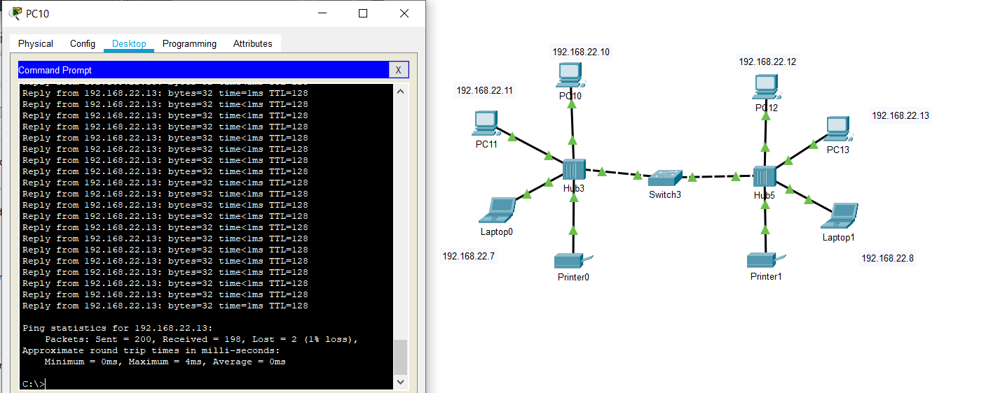 PC10
Physical Config Desktop Programming Attributes
Command Prompt X
Reply from 192.168.22.13: bytes=32 time=1ms TTL=128
Reply from 192.168.22.13: bytes=32 time<1ms TTL=128
Reply from 192.168.22.13: bytes=32 time<1ms TTL=128
Reply from 192.168.22.13: bytes=32 time<1ms TTL=128
Reply from 192.168.22.13: bytes=32 time<1ms TTL=128
Reply from 192.168.22.13: bytes=32 time<1ms TTL=128
Reply from 192.168.22.13: bytes=32 time<1ms TTL=128
Reply from 192.168.22.13: bytes=32 time=1ms TTL=128
Reply from 192.168.22.13: bytes=32 time<1ms TTL=128
Reply from 192.168.22.13: bytes=32 time<1ms TTL=128
Reply from 192.168.22.13: bytes=32 time<1ms TTL=128
Reply from 192.168.22.13: bytes=32 time<1ms TTL=128
Reply from 192.168.22.13: bytes=32 time<1ms TTL=128
Reply from 192.168.22.13: bytes=32 time=1ms TTL=128
Reply from 192.168.22.13: bytes=32 time<1ms TTL=128
Reply from 192.168.22.13: bytes=32 time<1ms TTL=128
Reply from 192.168.22.13: bytes=32 time<1ms TTL=128
Reply from 192.168.22.13: bytes=32 time<1ms TTL=128
Reply from 192.168.22.13: bytes=32 time<1ms TTL=128
Reply from 192.168.22.13: bytes=32 time=1ms TTL=128
Ping statistics for 192.168.22.13:
Packets: Sent = 200, Received = 198, Lost = 2 (1% loss),
Approximate round trip times in milli-seconds:
Minimum = 0ms, Maximum = 4ms, Average = 0ms
C:\>
192.168.22.10
PC10
192.168.22.11
PC11
Hub3
Laptop0
192.168.22.7
Printer0
Switch3
192.168.22.12
PC12
192.168.22.13
PC13
Hub5
Laptop1
192.168.22.8
Printer1